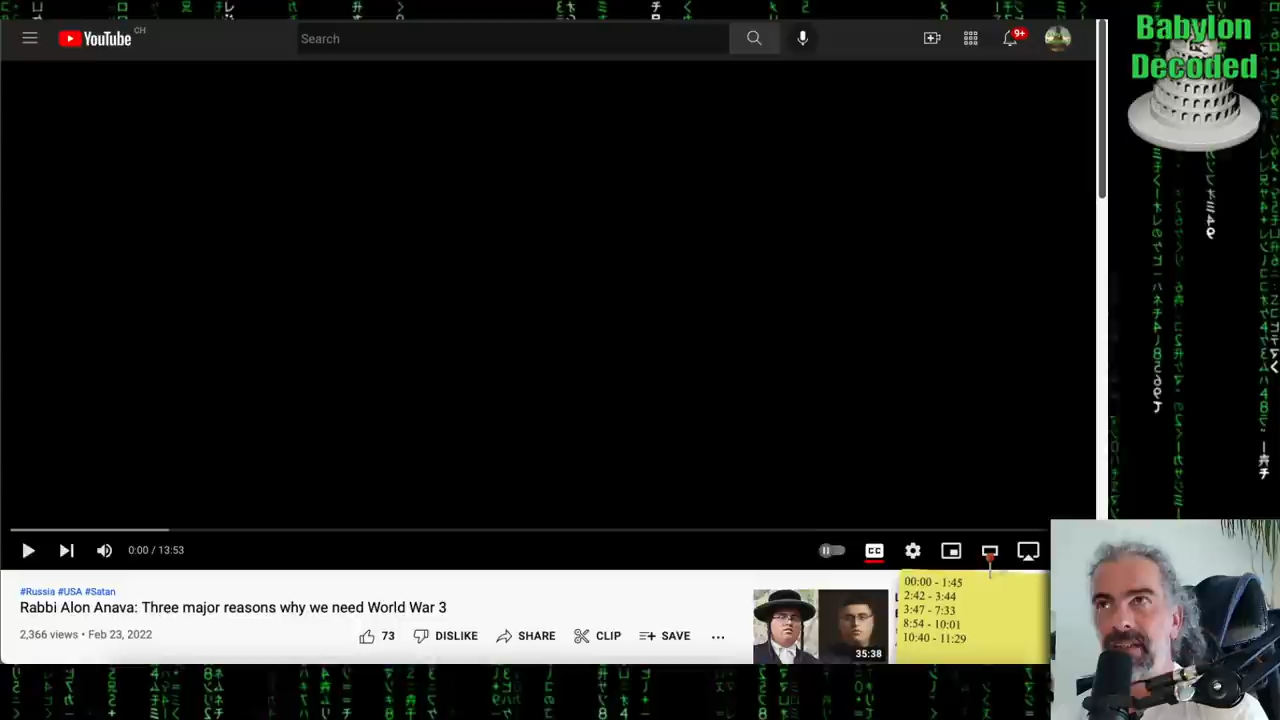 Babylon
Decoded
YouTube CH
Search
9+
0:00 / 13:53
CC
#Russia #USA #Satan
Rabbi Alon Anava: Three major reasons why we need World War 3
2,366 views • Feb 23, 2022
73
DISLIKE
SHARE
CLIP
SAVE
35:38
00:00 - 1:45
2:42 - 3:44
3:47 - 7:33
8:54 - 10:01
10:40 - 11:29